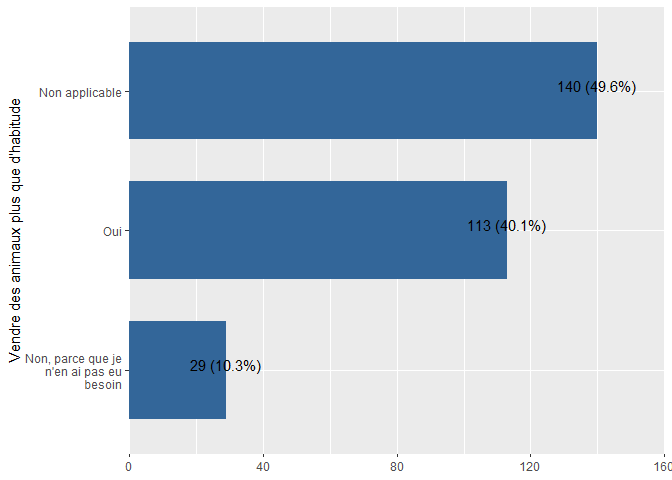 Vendre des animaux plus que d'habitude
Non applicable
140 (49.6%)
Oui
113 (40.1%)
Non, parce que je
n'en ai pas eu
besoin
29 (10.3%)
0
40
80
120
160